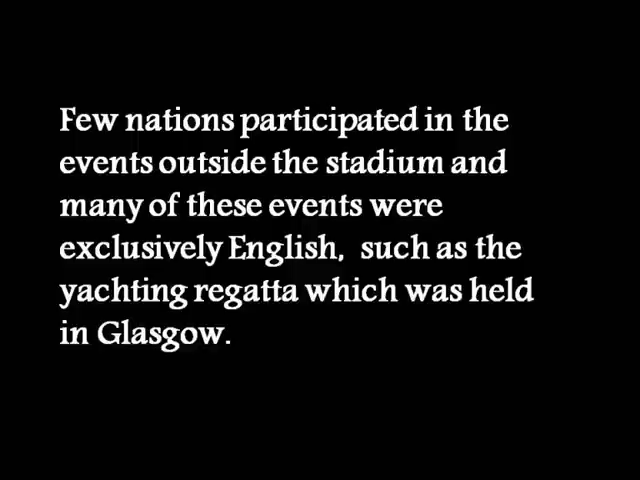 Few nations participated in the
events outside the stadium and
many of these events were
exclusively English,  such as the
yachting regatta which was held
in Glasgow.